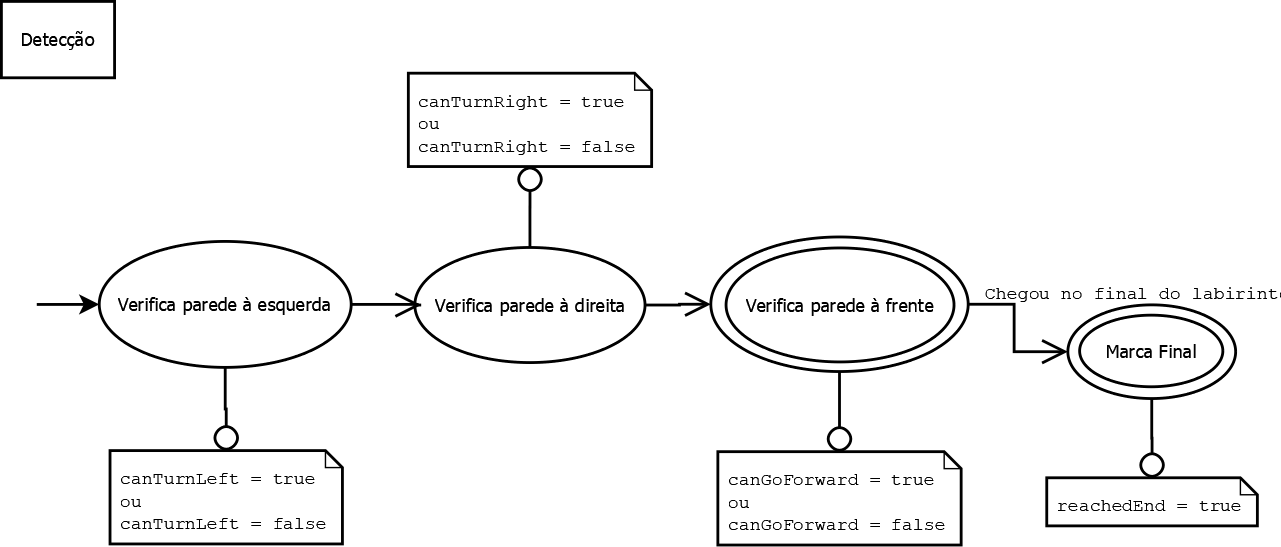 Detecção
canTurnRight = true
ou
canTurnRight = false
Verifica parede à esquerda
Verifica parede à direita
Verifica parede à frente
Chegou no final do labirinto
Marca Final
canTurnLeft = true
ou
canTurnLeft = false
canGoForward = true
ou
canGoForward = false
reachedEnd = true